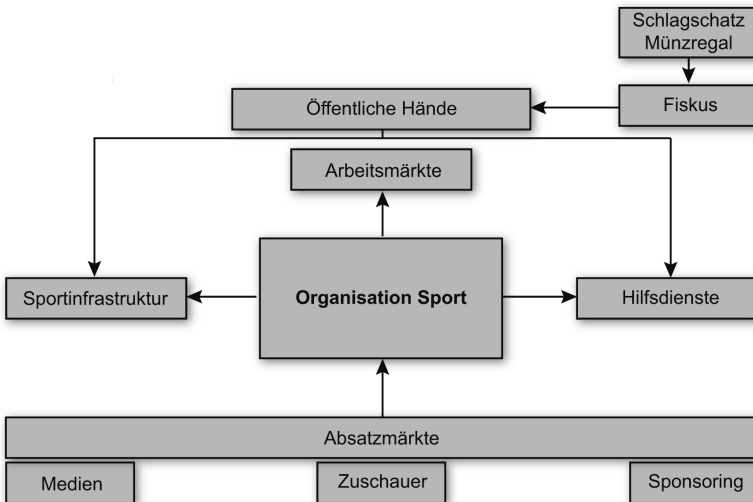 Schlagschatz
Münzregal
Öffentliche Hände
Fiskus
Arbeitsmärkte
Sportinfrastruktur
Organisation Sport
Hilfsdienste
Absatzmärkte
Medien
Zuschauer
Sponsoring